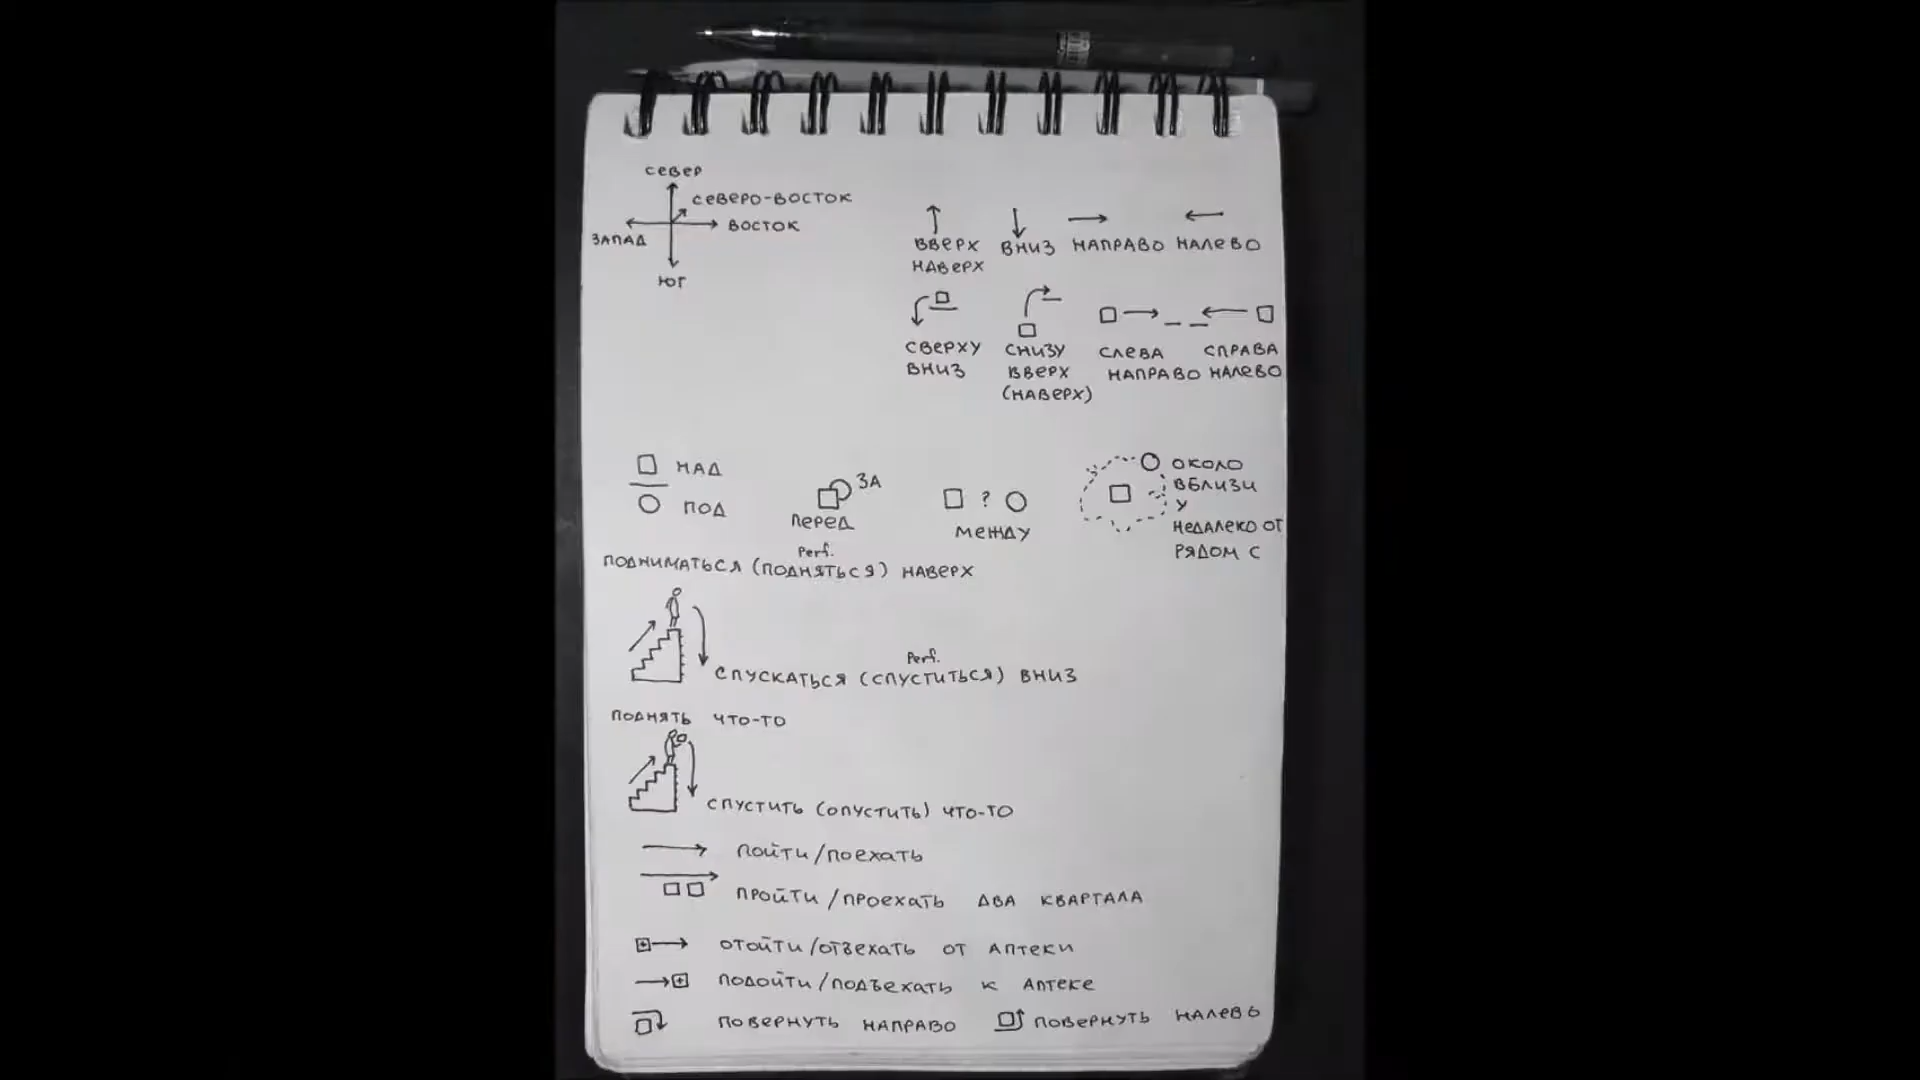 СЕВЕР
СЕВЕРО-ВОСТОК
ВОСТОК
ЗАПАД
ЮГ
ВВЕРХ
НАВЕРХ
ВНИЗ
НАПРАВО
НАЛЕВО
СВЕРХУ
ВНИЗ
СНИЗУ
ВВЕРХ
(НАВЕРХ)
СЛЕВА
НАПРАВО
СПРАВА
НАЛЕВО
НАД
ПОД
ЗА
ПЕРЕД
?
МЕЖДУ
ОКОЛО
ВБЛИЗИ
У
НЕДАЛЕКО ОТ
РЯДОМ С
Perf.
ПОДНИМАТЬСЯ (ПОДНЯТЬСЯ) НАВЕРХ
Perf.
СПУСКАТЬСЯ (СПУСТИТЬСЯ) ВНИЗ
ПОДНЯТЬ ЧТО-ТО
СПУСТИТЬ (ОПУСТИТЬ) ЧТО-ТО
ПОЙТИ/ПОЕХАТЬ
ПРОЙТИ/ПРОЕХАТЬ ДВА КВАРТАЛА
ОТОЙТИ/ОТЪЕХАТЬ ОТ АПТЕКИ
ПОДОЙТИ/ПОДЪЕХАТЬ К АПТЕКЕ
ПОВЕРНУТЬ НАПРАВО ПОВЕРНУТЬ НАЛЕВО